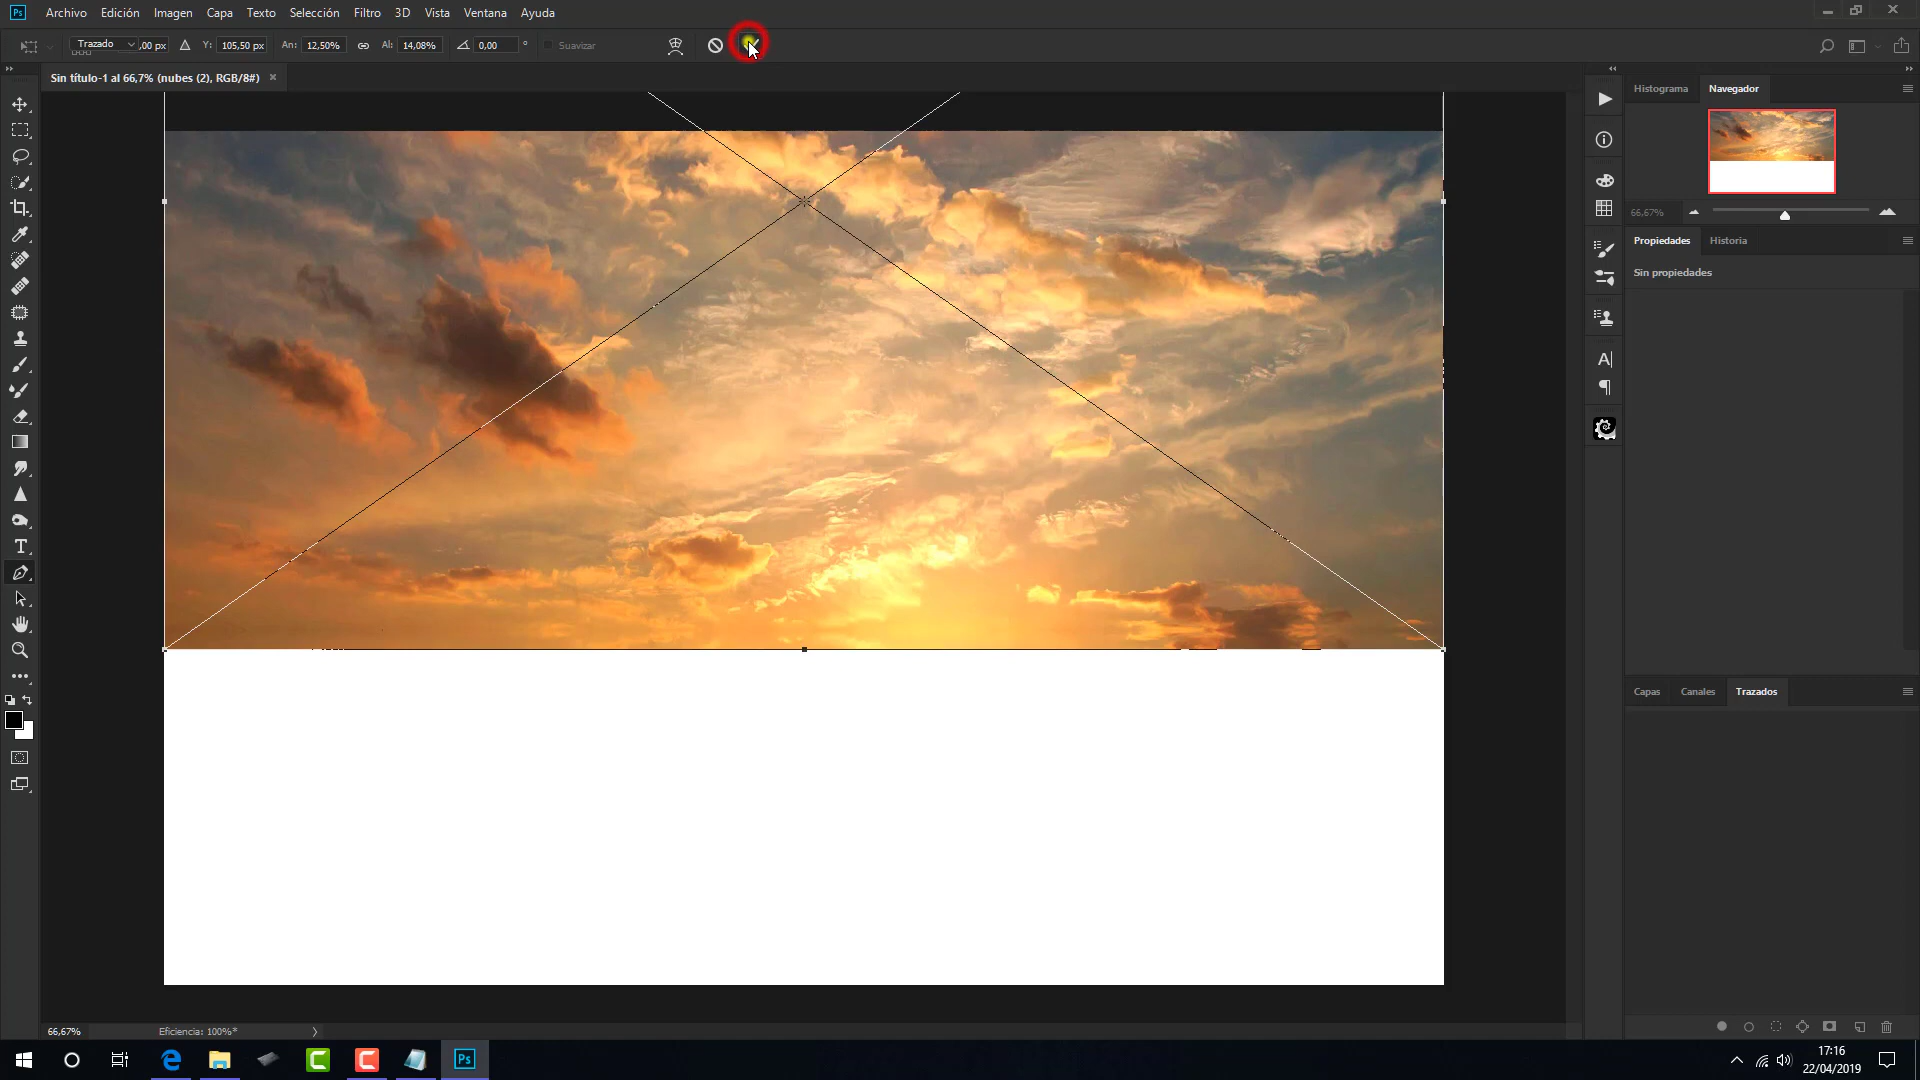 Ps Archivo Edición Imagen Capa Texto Selección Filtro 3D Vista Ventana Ayuda
Trazado ,00 px Y: 105,50 px An: 12,50% Al: 14,08% 0,00 ° Suavizar
Sin título-1 al 66,7% (nubes (2), RGB/8#) ×
Histograma Navegador
66,67%
Propiedades Historia
Sin propiedades
Capas Canales Trazados
66,67% Eficiencia: 100%*
17:16
22/04/2019
Ps